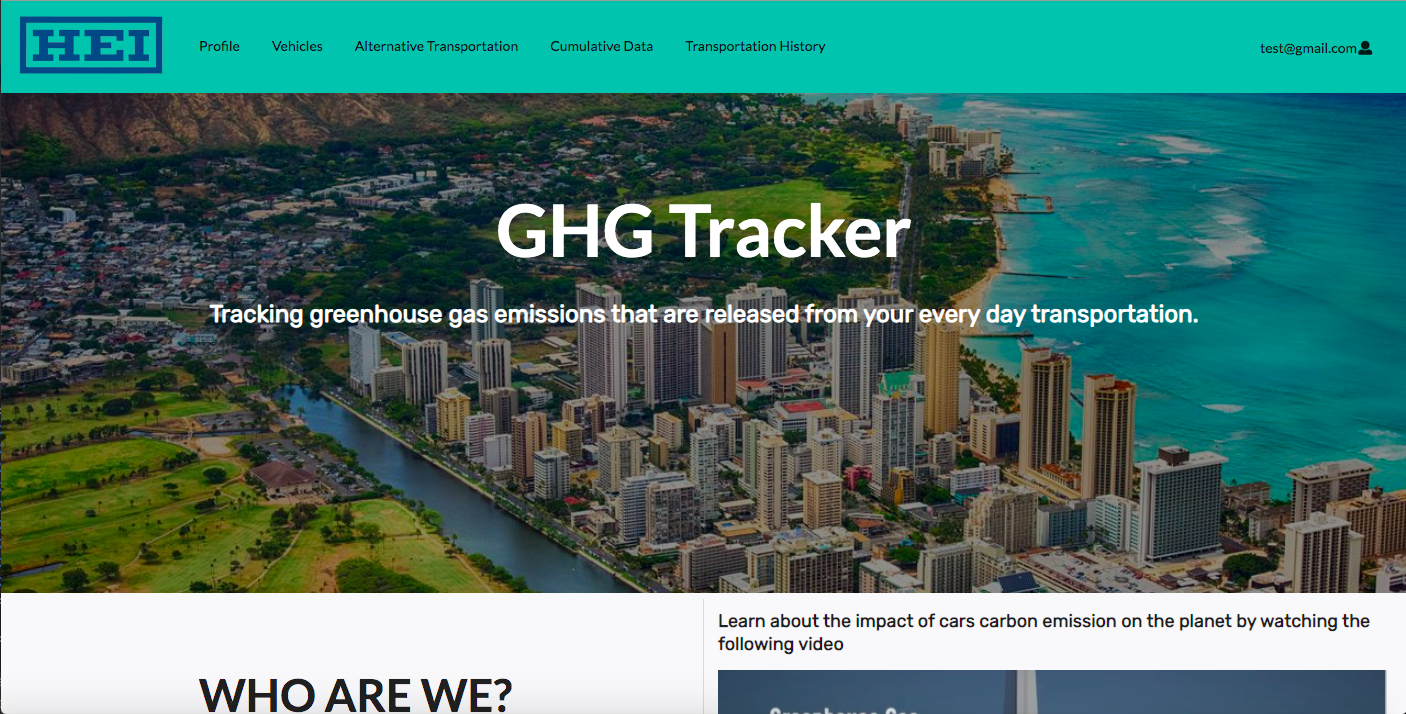 HEI
Profile
Vehicles
Alternative Transportation
Cumulative Data
Transportation History
test@gmail.com
GHG Tracker
Tracking greenhouse gas emissions that are released from your every day transportation.
WHO ARE WE?
Learn about the impact of cars carbon emission on the planet by watching the
following video
Greenhouse Gas